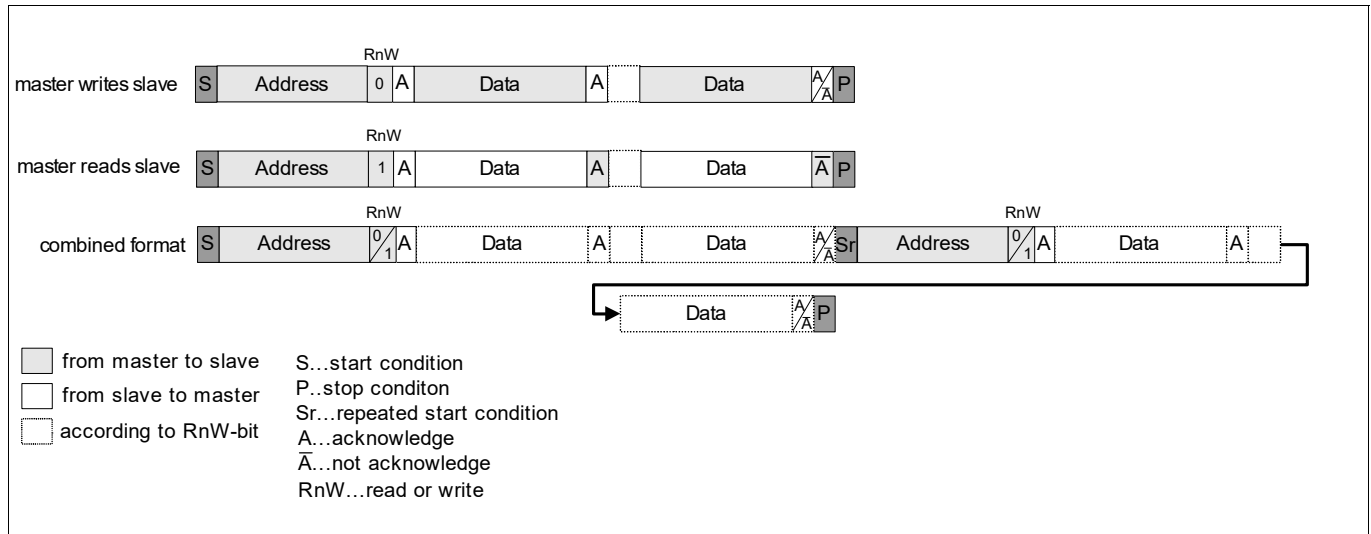 RnW
master writes slave S Address 0 A Data A Data A/A̅ P
RnW
master reads slave S Address 1 A Data A Data A̅ P
RnW RnW
combined format S Address 0/1 A Data A Data A/A̅ Sr Address 0/1 A Data A
Data A/A̅ P
from master to slave
from slave to master
according to RnW-bit
S...start condition
P..stop conditon
Sr...repeated start condition
A...acknowledge
A̅...not acknowledge
RnW...read or write